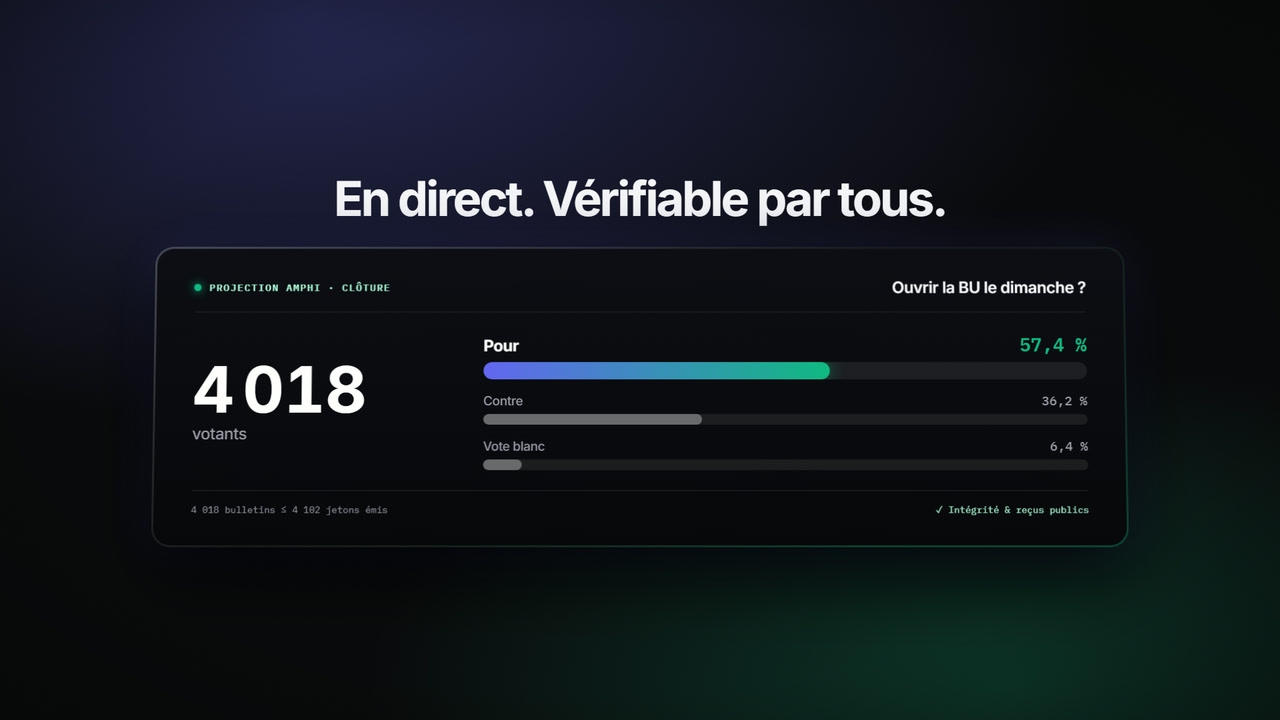 En direct. Vérifiable par tous.
PROJECTION AMPHI · CLÔTURE
Ouvrir la BU le dimanche ?
4 018
votants
Pour
57,4 %
Contre
36,2 %
Vote blanc
6,4 %
4 018 bulletins ≤ 4 102 jetons émis
✓ Intégrité & reçus publics